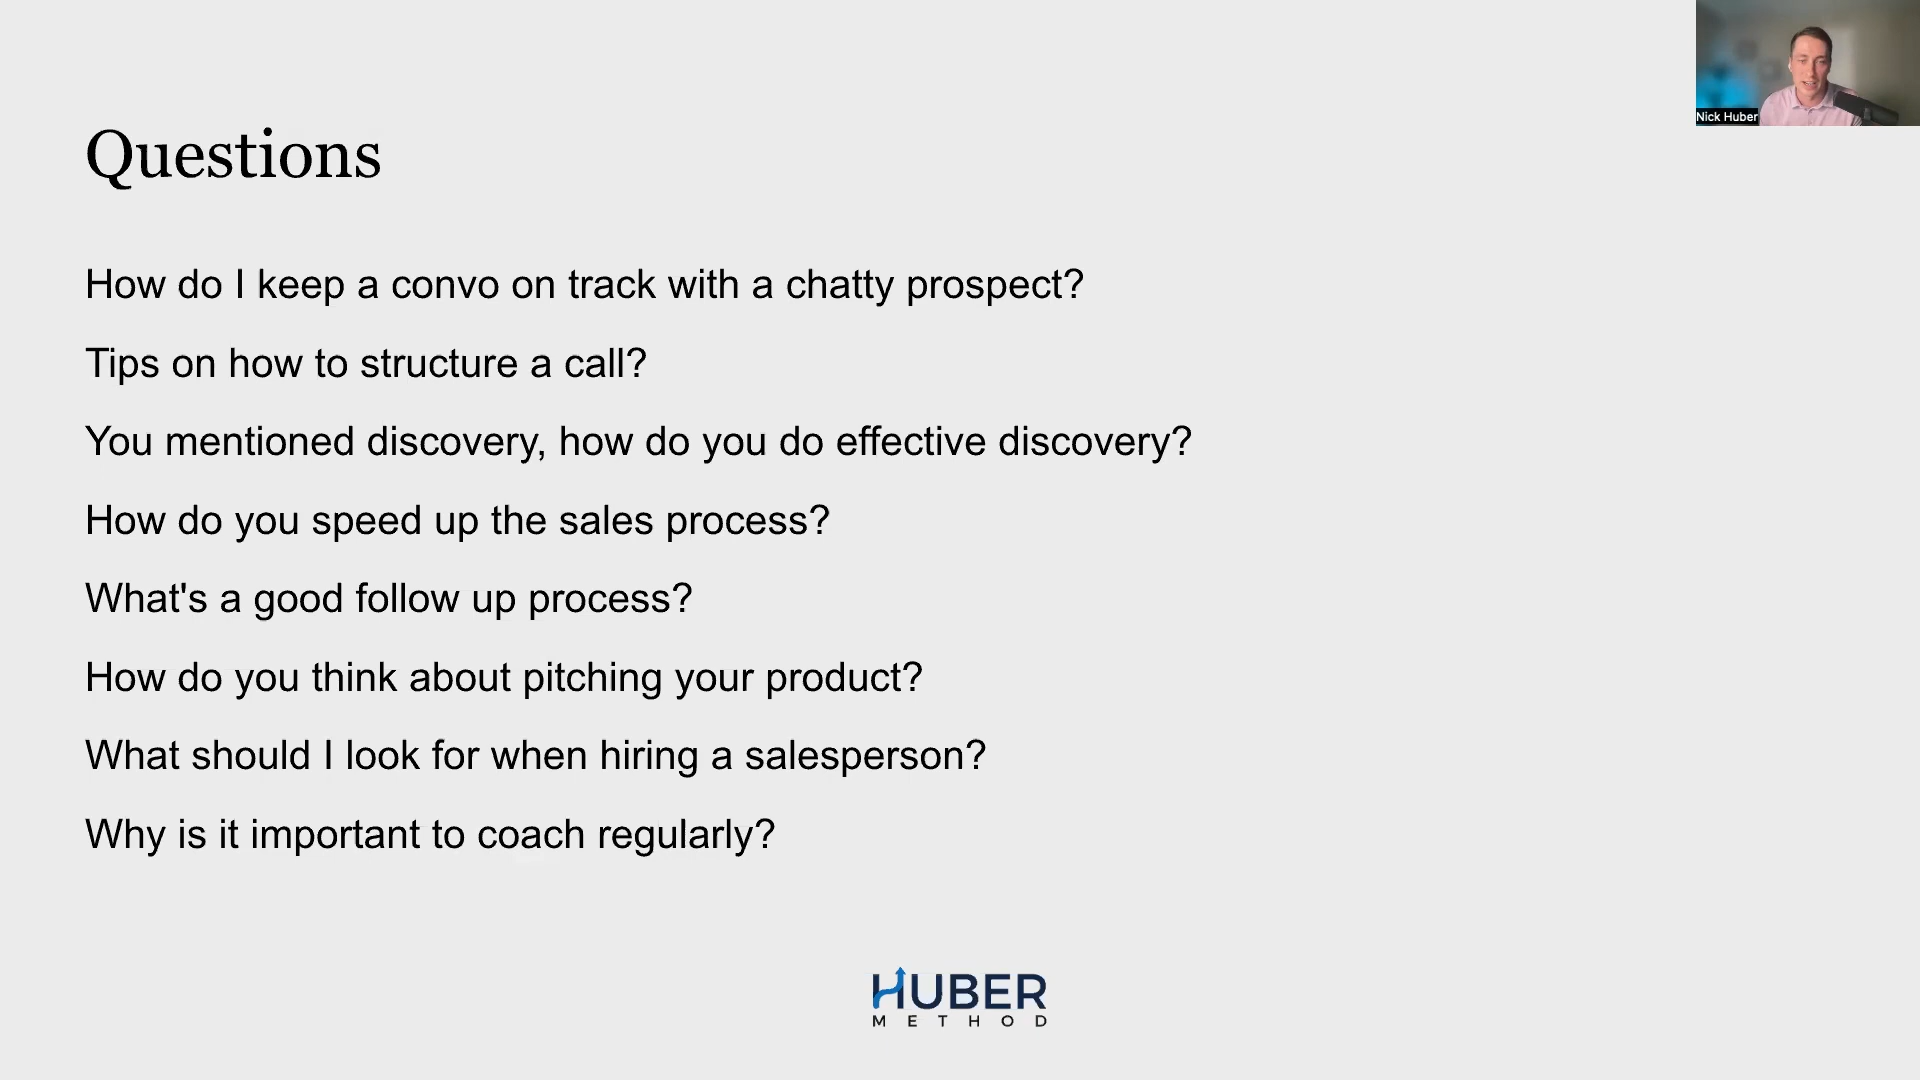 Nick Huber
Questions
How do I keep a convo on track with a chatty prospect?
Tips on how to structure a call?
You mentioned discovery, how do you do effective discovery?
How do you speed up the sales process?
What's a good follow up process?
How do you think about pitching your product?
What should I look for when hiring a salesperson?
Why is it important to coach regularly?
HUBER
METHOD